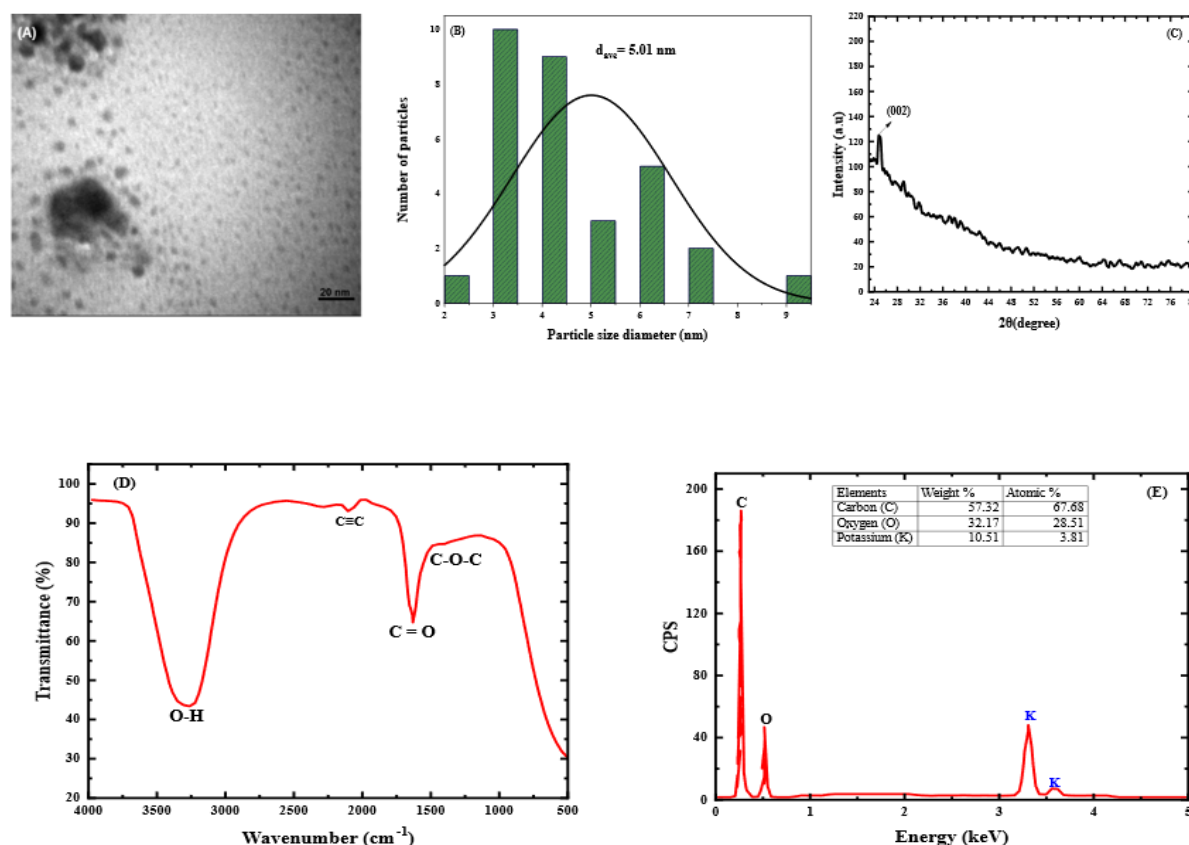 (A)
20 nm
(B)
d_ave= 5.01 nm
Number of particles
10
8
6
4
2
0
2 3 4 5 6 7 8 9
Particle size diameter (nm)
(C)
(002)
Intensity (a.u)
220
200
180
160
140
120
100
80
60
40
20
0
24 28 32 36 40 44 48 52 56 60 64 68 72 76
2θ(degree)
(D)
Transmittance (%)
100
90
80
70
60
50
40
30
20
O-H
C≡C
C = O
C-O-C
4000 3500 3000 2500 2000 1500 1000 500
Wavenumber (cm⁻¹)
(E)
Elements Weight % Atomic %
Carbon (C) 57.32 67.68
Oxygen (O) 32.17 28.51
Potassium (K) 10.51 3.81
CPS
200
160
120
80
40
0
C
O
K
K
0 1 2 3 4 5
Energy (keV)